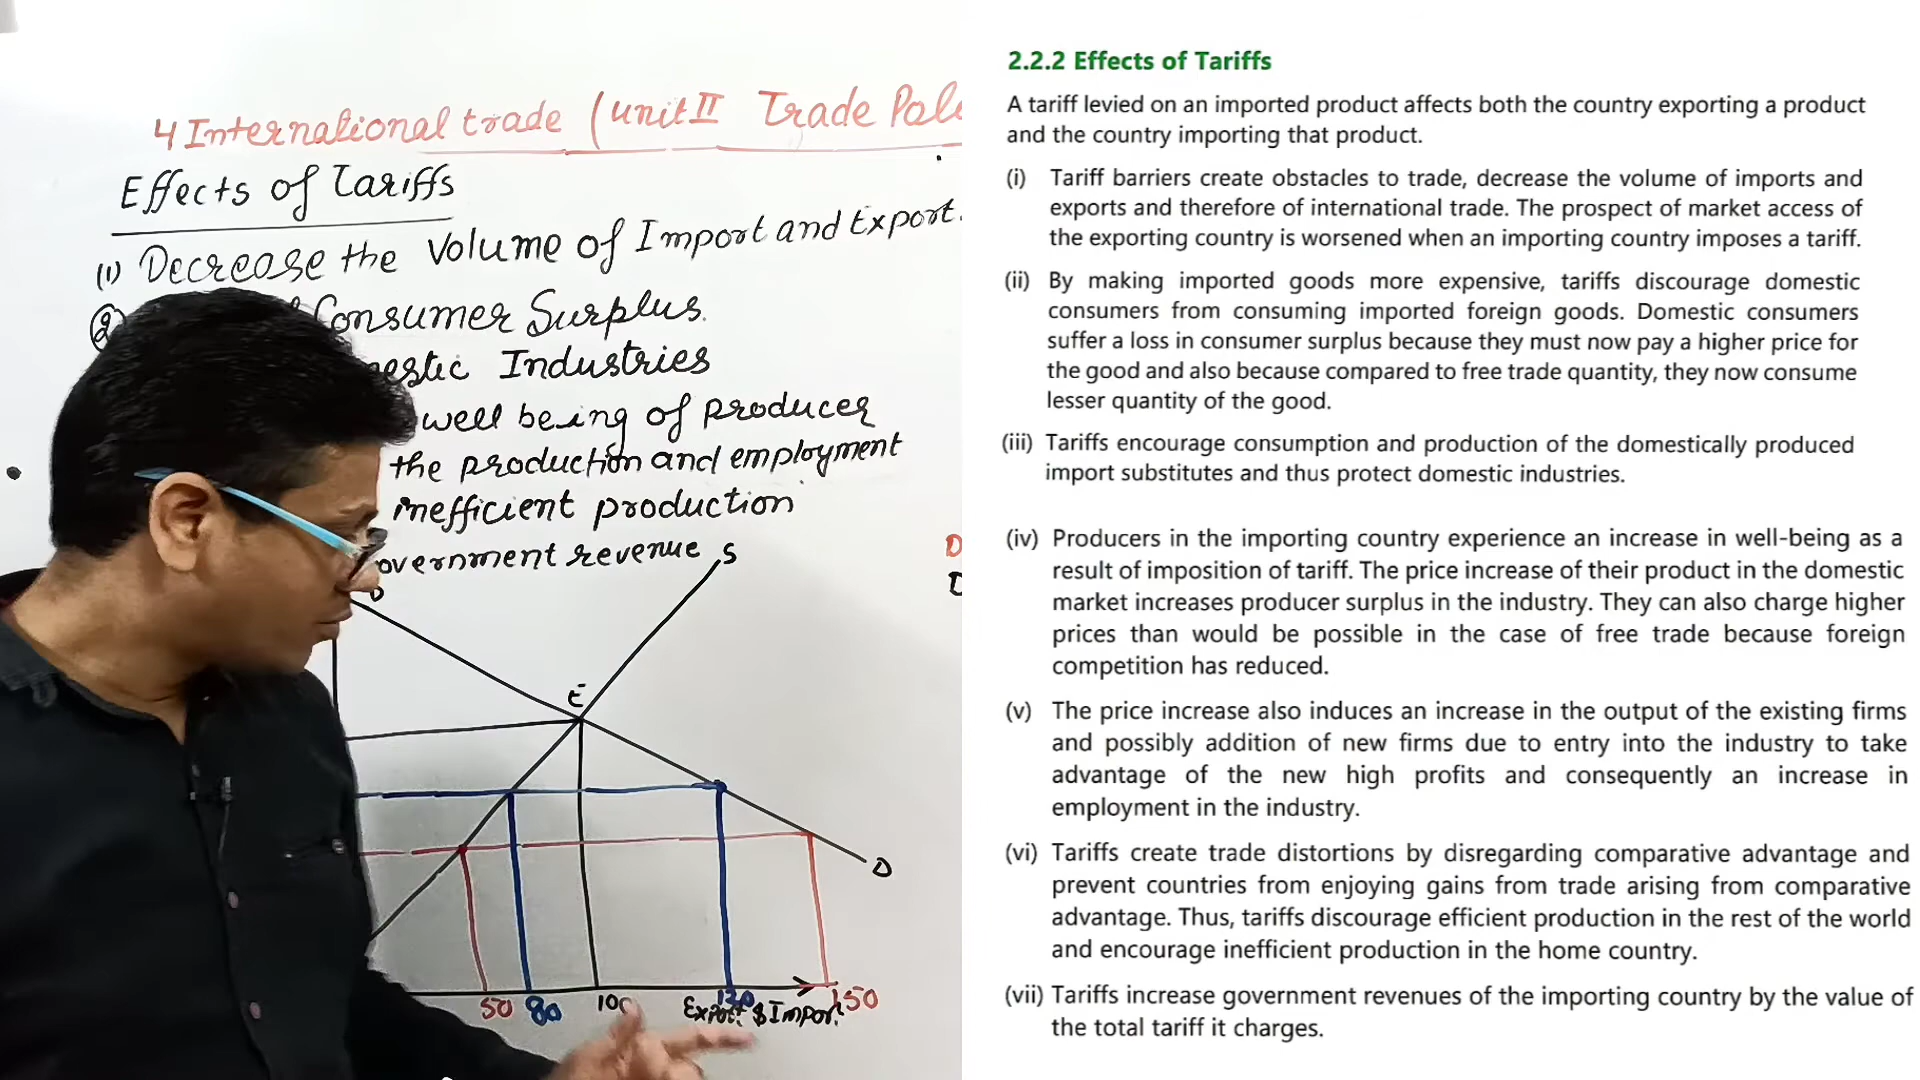 4 International trade (unit II Trade
Effects of Tariffs
(1) Decrease the Volume of Import and Export.
(2) Consumer Surplus.
Industries
well being of producer
the production and employment
inefficient production
revenue
S
D
E
D
50 80 100 120 150
Export & Import
2.2.2 Effects of Tariffs
A tariff levied on an imported product affects both the country exporting a product
and the country importing that product.
(i) Tariff barriers create obstacles to trade, decrease the volume of imports and
exports and therefore of international trade. The prospect of market access of
the exporting country is worsened when an importing country imposes a tariff.
(ii) By making imported goods more expensive, tariffs discourage domestic
consumers from consuming imported foreign goods. Domestic consumers
suffer a loss in consumer surplus because they must now pay a higher price for
the good and also because compared to free trade quantity, they now consume
lesser quantity of the good.
(iii) Tariffs encourage consumption and production of the domestically produced
import substitutes and thus protect domestic industries.
(iv) Producers in the importing country experience an increase in well-being as a
result of imposition of tariff. The price increase of their product in the domestic
market increases producer surplus in the industry. They can also charge higher
prices than would be possible in the case of free trade because foreign
competition has reduced.
(v) The price increase also induces an increase in the output of the existing firms
and possibly addition of new firms due to entry into the industry to take
advantage of the new high profits and consequently an increase in
employment in the industry.
(vi) Tariffs create trade distortions by disregarding comparative advantage and
prevent countries from enjoying gains from trade arising from comparative
advantage. Thus, tariffs discourage efficient production in the rest of the world
and encourage inefficient production in the home country.
(vii) Tariffs increase government revenues of the importing country by the value of
the total tariff it charges.